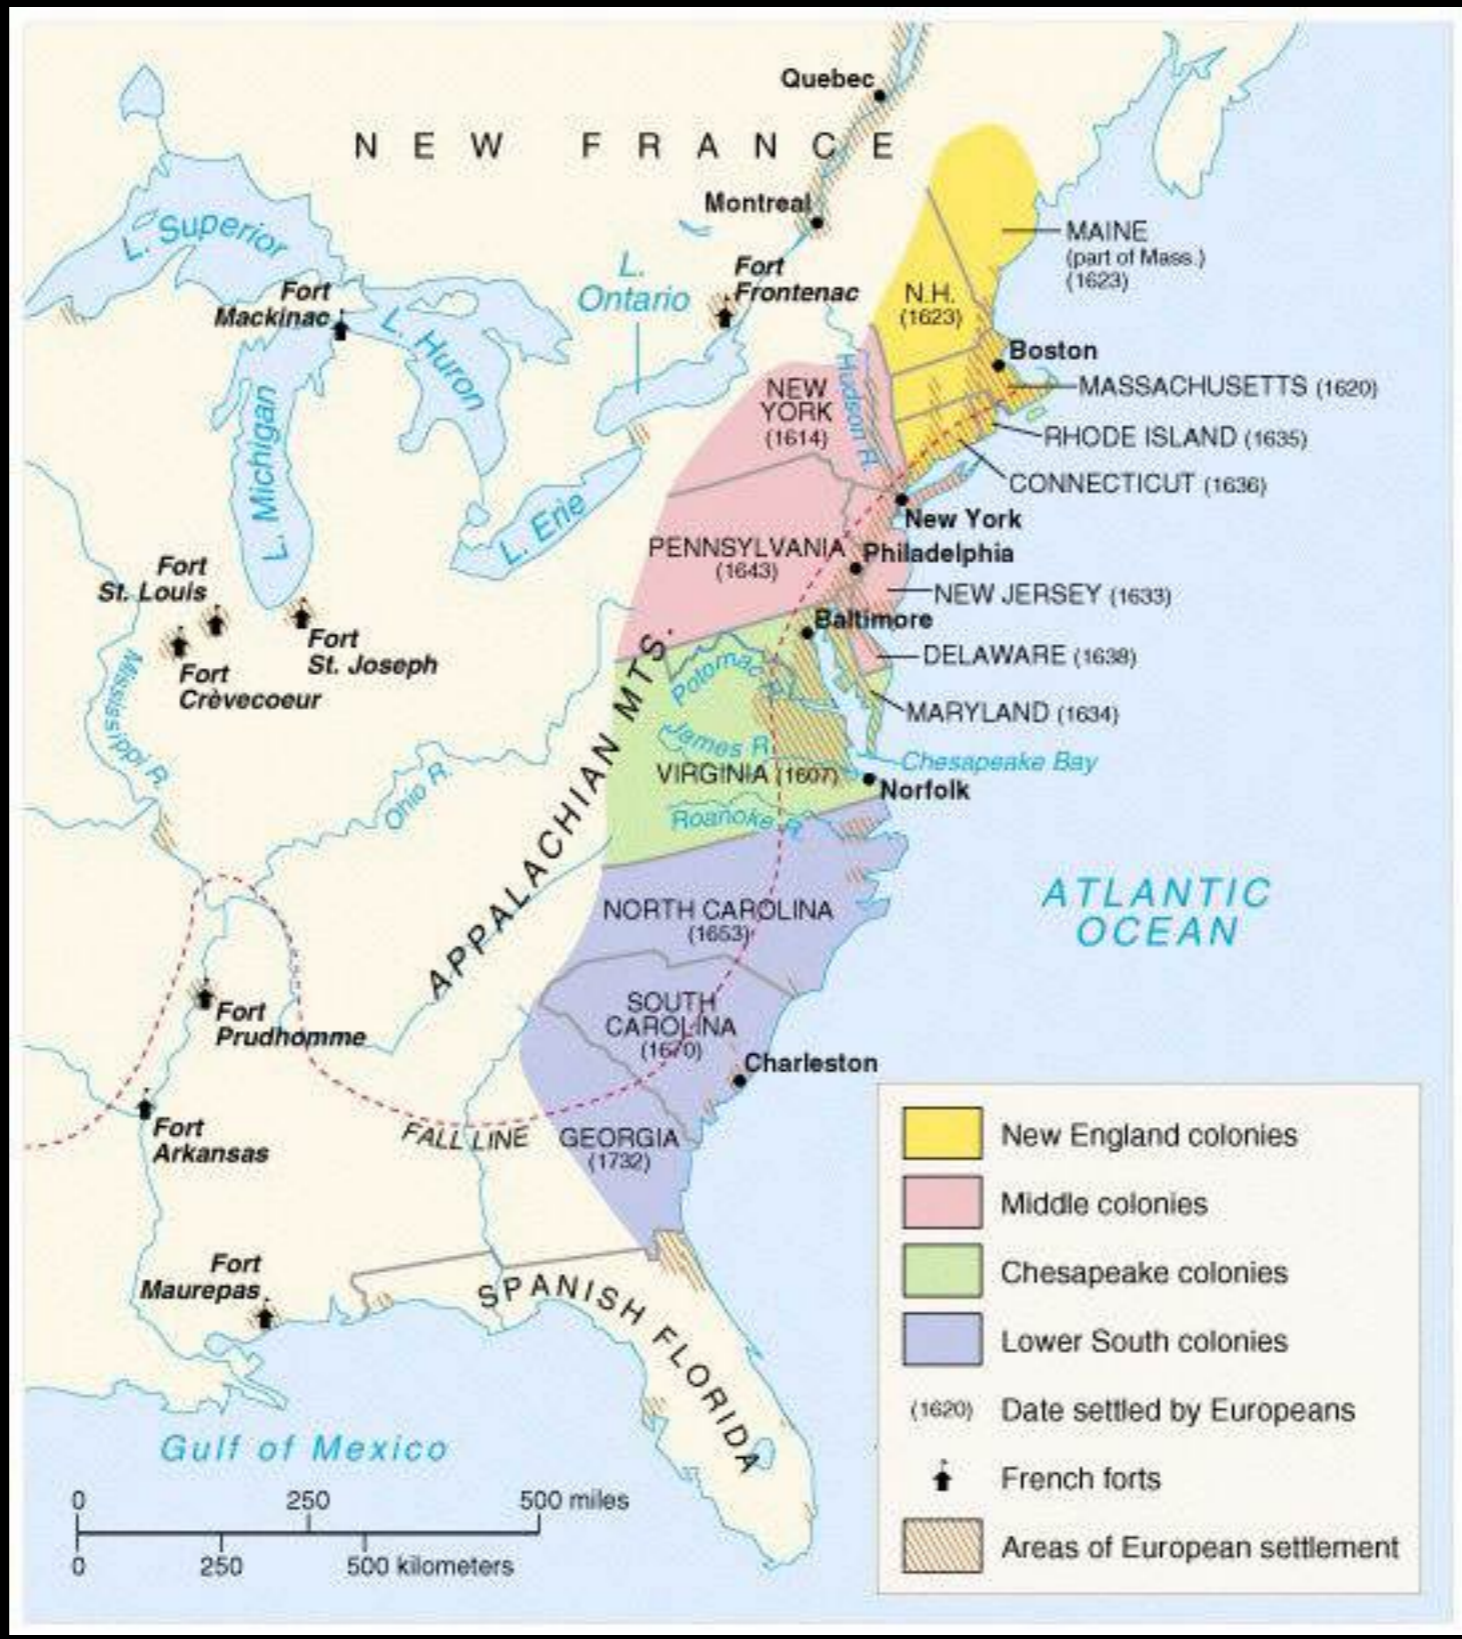 Quebec
NEW FRANCE
Montreal
L. Superior
MAINE
(part of Mass.)
(1623)
L.
Ontario
Fort
Frontenac
Fort
Mackinac
N.H.
(1623)
L. Huron
Boston
Hudson R.
NEW
YORK
(1614)
MASSACHUSETTS (1620)
L. Michigan
RHODE ISLAND (1635)
CONNECTICUT (1636)
L. Erie
New York
PENNSYLVANIA
(1643)
Philadelphia
Fort
St. Louis
NEW JERSEY (1633)
Baltimore
Fort
St. Joseph
DELAWARE (1638)
Fort
Crèvecoeur
Potomac R.
MARYLAND (1634)
Mississippi R.
James R.
Chesapeake Bay
VIRGINIA (1607)
Norfolk
Ohio R.
Roanoke R.
APPALACHIAN MTS.
ATLANTIC
OCEAN
NORTH CAROLINA
(1653)
SOUTH
CAROLINA
(1670)
Fort
Prudhomme
Charleston
Fort
Arkansas
FALL LINE
GEORGIA
(1732)
New England colonies
Middle colonies
Fort
Maurepas
SPANISH FLORIDA
Chesapeake colonies
Lower South colonies
(1620) Date settled by Europeans
Gulf of Mexico
French forts
0 250 500 miles
Areas of European settlement
0 250 500 kilometers